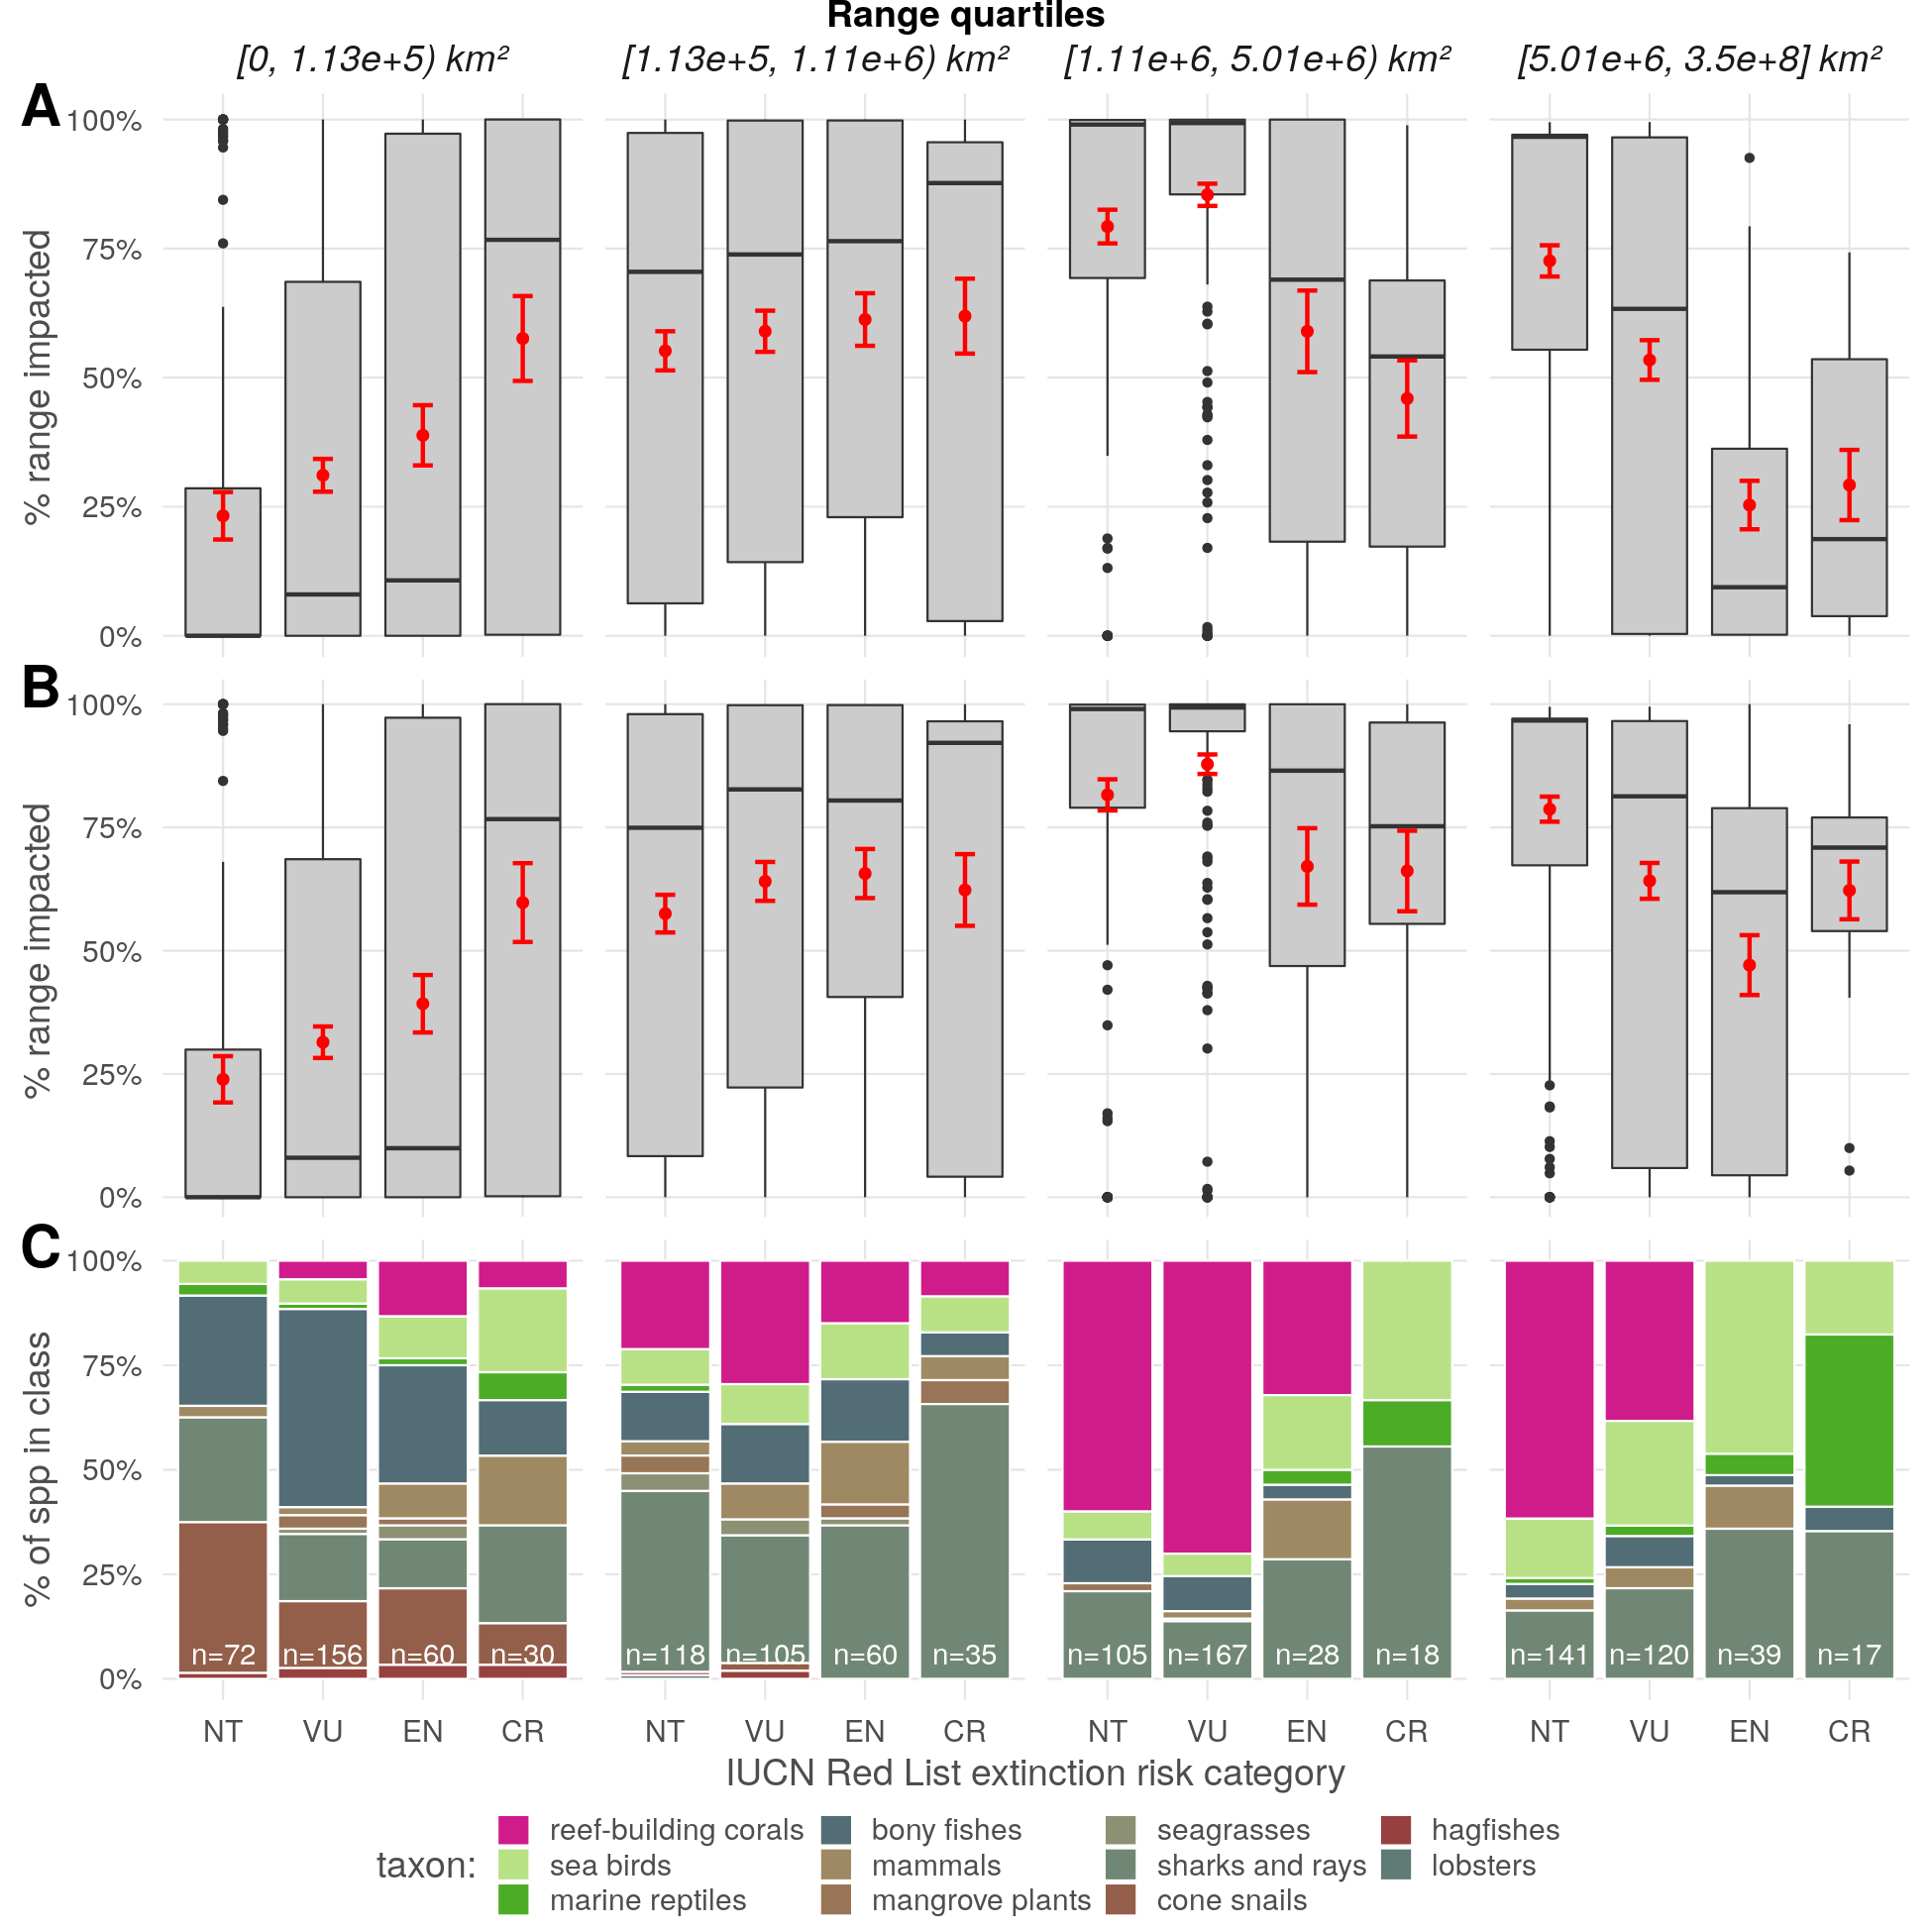 Range quartiles
[0, 1.13e+5) km² [1.13e+5, 1.11e+6) km² [1.11e+6, 5.01e+6) km² [5.01e+6, 3.5e+8] km²
A
100%
75%
50%
25%
0%
% range impacted
B
100%
75%
50%
25%
0%
% range impacted
C
100%
75%
50%
25%
0%
% of spp in class
n=72 n=156 n=60 n=30 n=118 n=105 n=60 n=35 n=105 n=167 n=28 n=18 n=141 n=120 n=39 n=17
NT VU EN CR NT VU EN CR NT VU EN CR NT VU EN CR
IUCN Red List extinction risk category
taxon:
reef-building corals bony fishes seagrasses hagfishes
sea birds mammals sharks and rays lobsters
marine reptiles mangrove plants cone snails